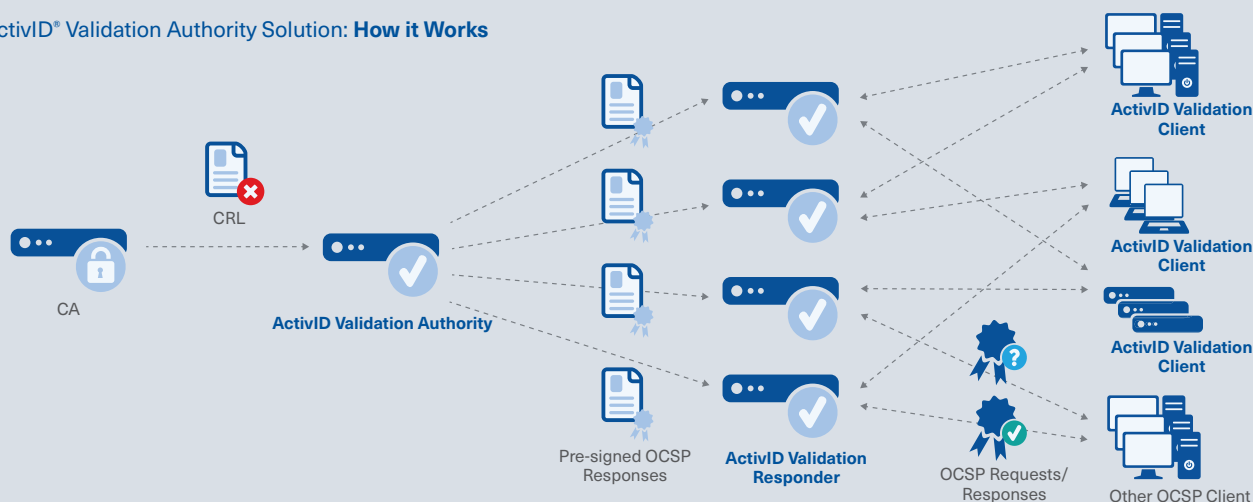 ctivID® Validation Authority Solution: How it Works
CRL
CA
ActivID Validation Authority
Pre-signed OCSP
Responses
ActivID Validation
Responder
OCSP Requests/
Responses
ActivID Validation
Client
ActivID Validation
Client
ActivID Validation
Client
Other OCSP Client